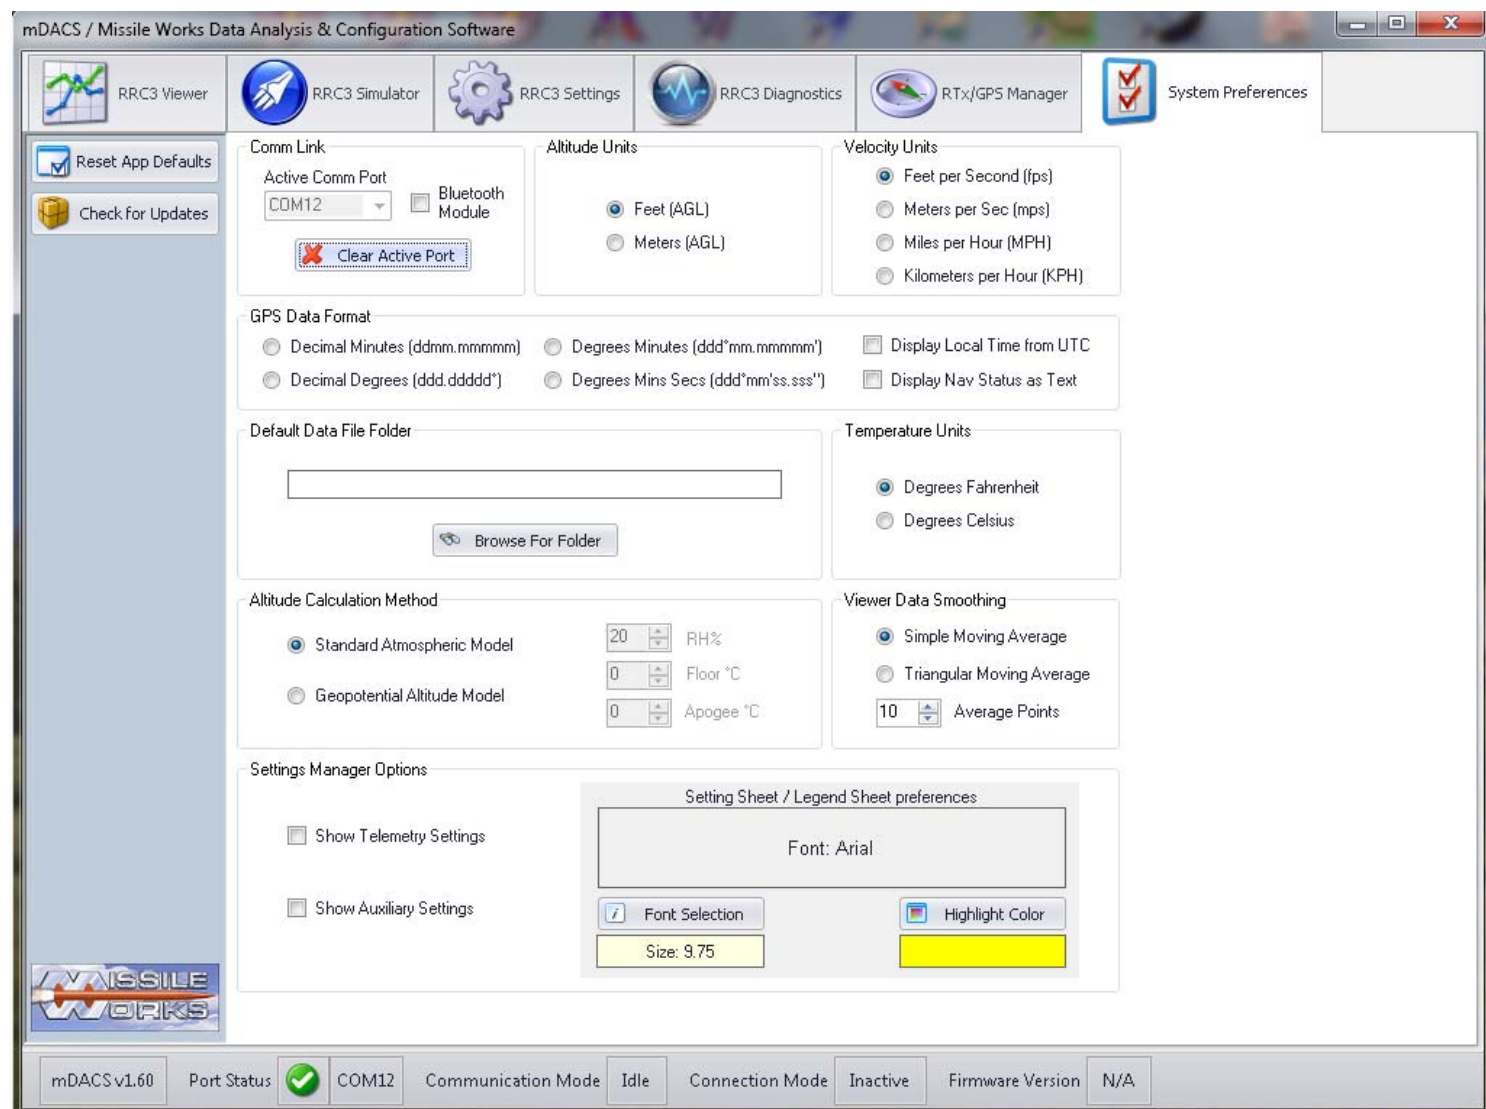 mDACS / Missile Works Data Analysis & Configuration Software
RRC3 Viewer
RRC3 Simulator
RRC3 Settings
RRC3 Diagnostics
RTx/GPS Manager
System Preferences
Reset App Defaults
Check for Updates
Comm Link
Active Comm Port
COM12
Bluetooth
Module
Clear Active Port
Altitude Units
Feet (AGL)
Meters (AGL)
Velocity Units
Feet per Second (fps)
Meters per Sec (mps)
Miles per Hour (MPH)
Kilometers per Hour (KPH)
GPS Data Format
Decimal Minutes (ddmm.mmmmm)
Degrees Minutes (ddd°mm.mmmmm')
Display Local Time from UTC
Decimal Degrees (ddd.ddddd°)
Degrees Mins Secs (ddd°mm'ss.sss'')
Display Nav Status as Text
Default Data File Folder
Browse For Folder
Temperature Units
Degrees Fahrenheit
Degrees Celsius
Altitude Calculation Method
Standard Atmospheric Model
Geopotential Altitude Model
20 RH%
0 Floor °C
0 Apogee °C
Viewer Data Smoothing
Simple Moving Average
Triangular Moving Average
10 Average Points
Settings Manager Options
Show Telemetry Settings
Show Auxiliary Settings
Setting Sheet / Legend Sheet preferences
Font: Arial
Font Selection
Highlight Color
Size: 9.75
MISSILE
WORKS
mDACS v1.60 Port Status COM12 Communication Mode Idle Connection Mode Inactive Firmware Version N/A